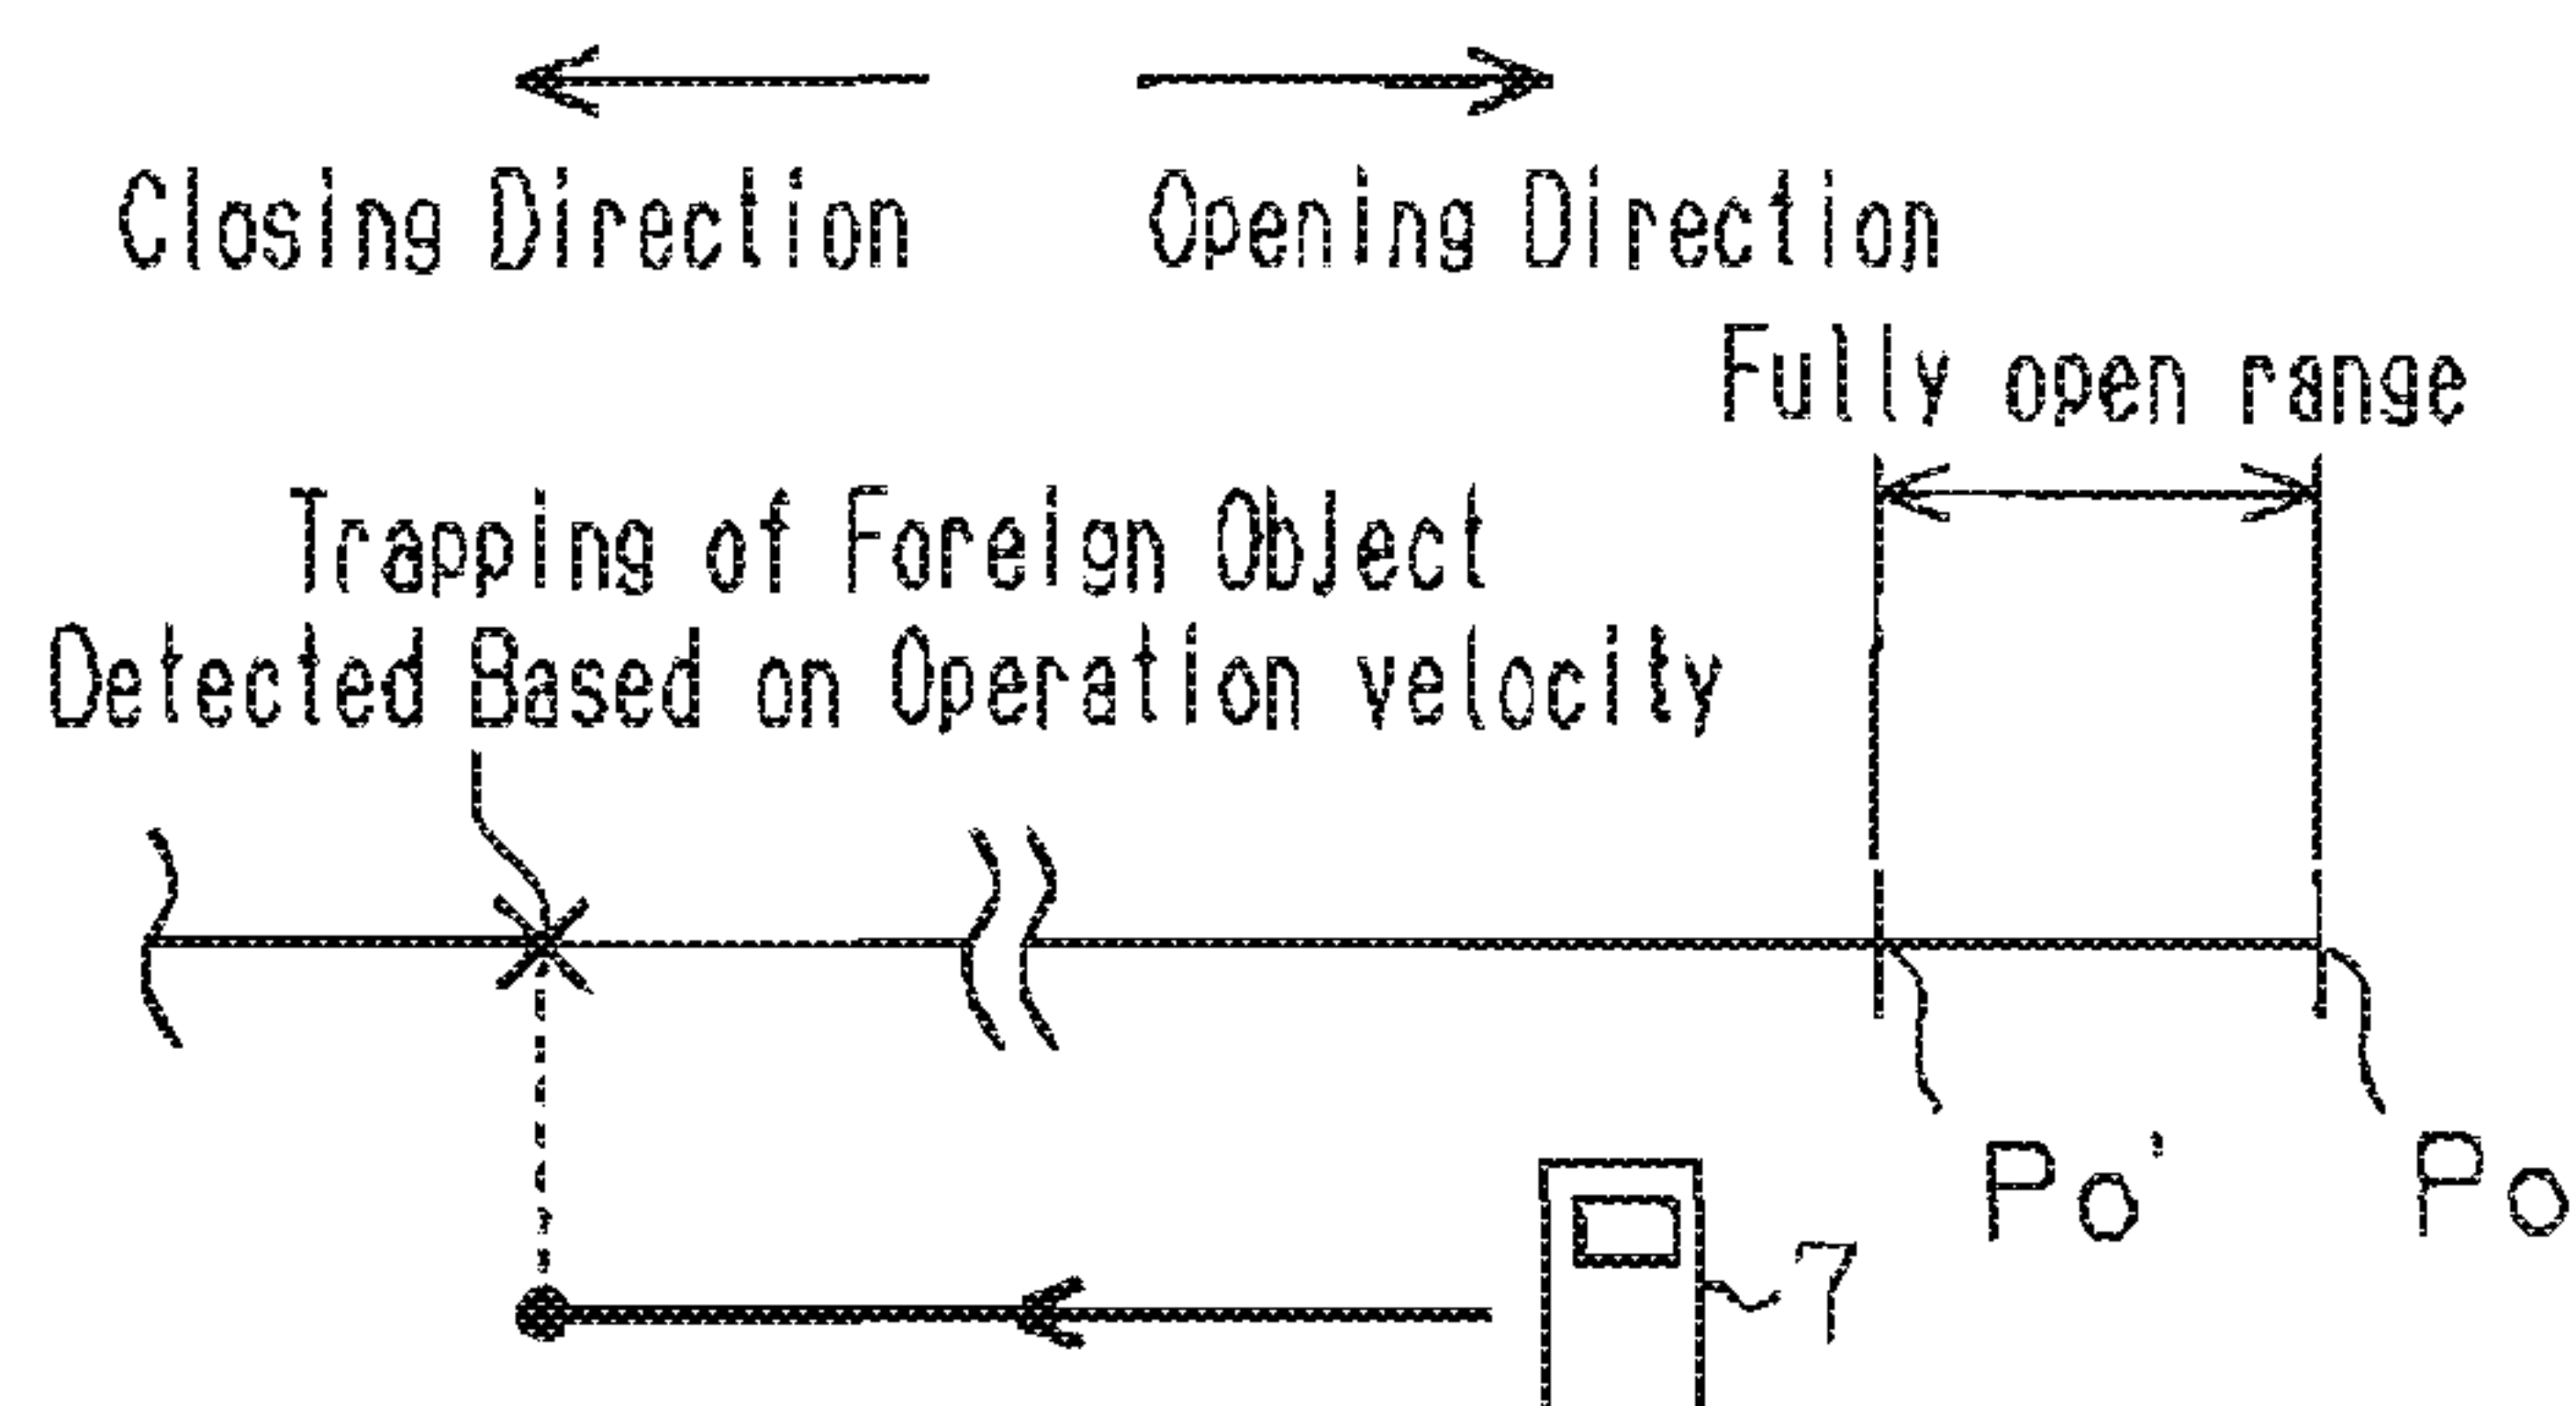 Closing Direction Opening Direction
Fully open range
Trapping of Foreign Object
Detected Based on Operation velocity
Po' Po
7